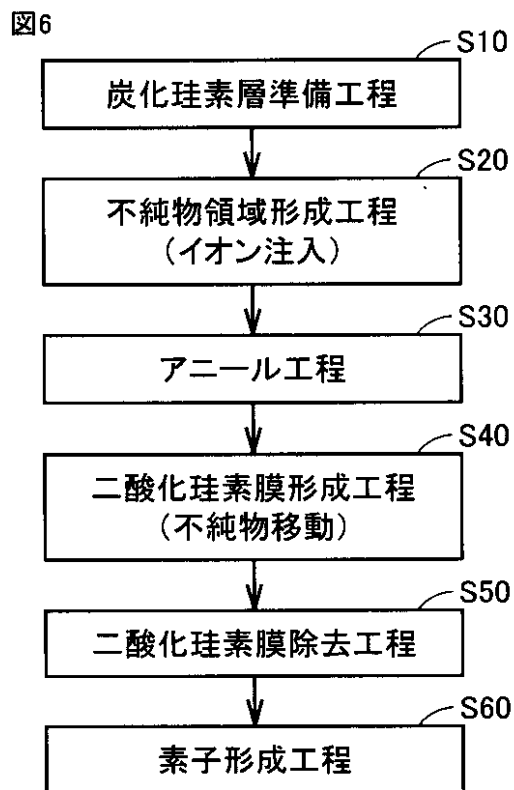 図6
S10
炭化珪素層準備工程
S20
不純物領域形成工程
(イオン注入)
S30
アニール工程
S40
二酸化珪素膜形成工程
(不純物移動)
S50
二酸化珪素膜除去工程
S60
素子形成工程